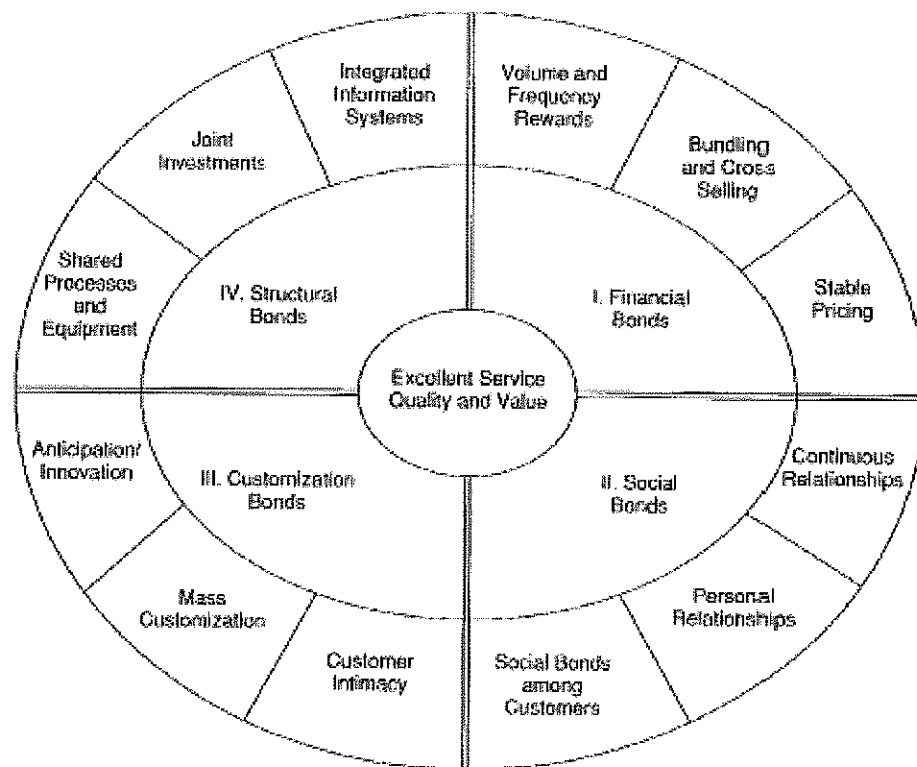 Integrated
Information
Systems
Volume and
Frequency
Rewards
Joint
Investments
Bundling
and Cross
Selling
Shared
Processes
and
Equipment
IV. Structural
Bonds
I. Financial
Bonds
Stable
Pricing
Excellent Service
Quality and Value
Anticipation/
Innovation
III. Customization
Bonds
II. Social
Bonds
Continuous
Relationships
Mass
Customization
Personal
Relationships
Customer
Intimacy
Social Bonds
among
Customers